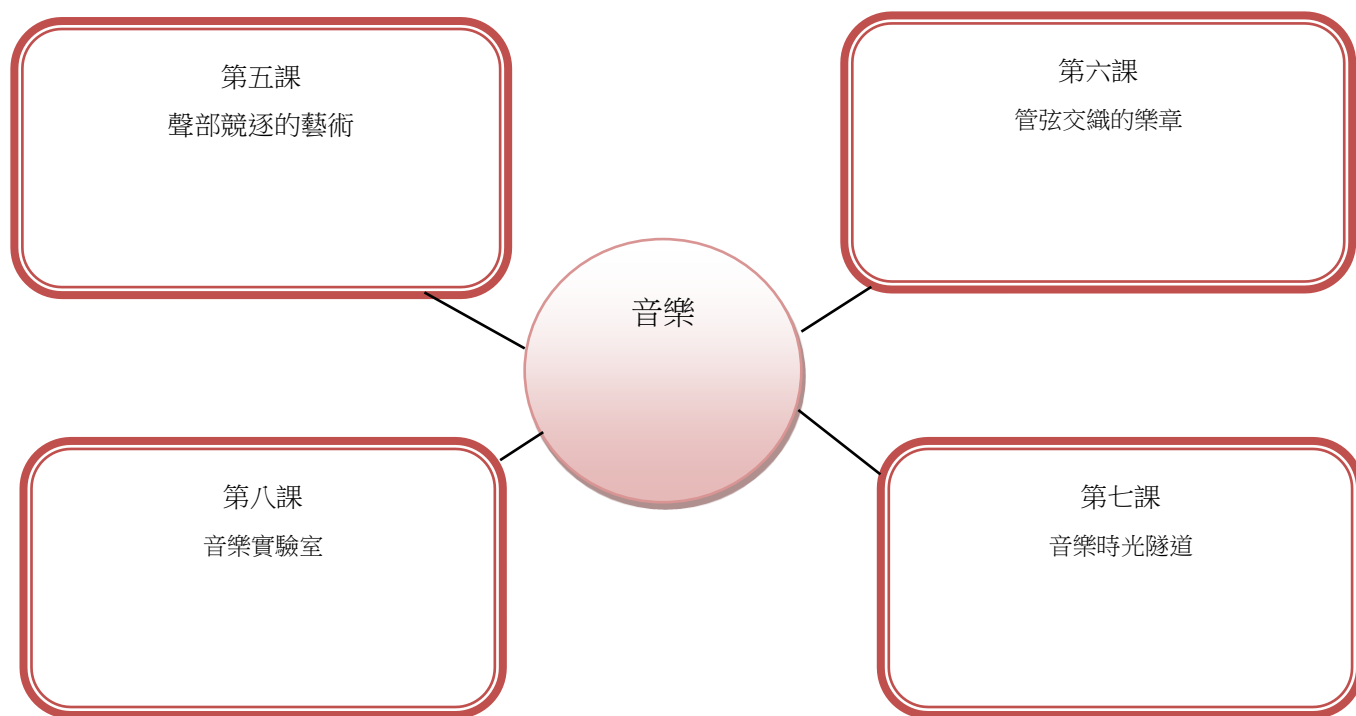 第五課
聲部競逐的藝術
第六課
管弦交織的樂章
音樂
第八課
音樂實驗室
第七課
音樂時光隧道